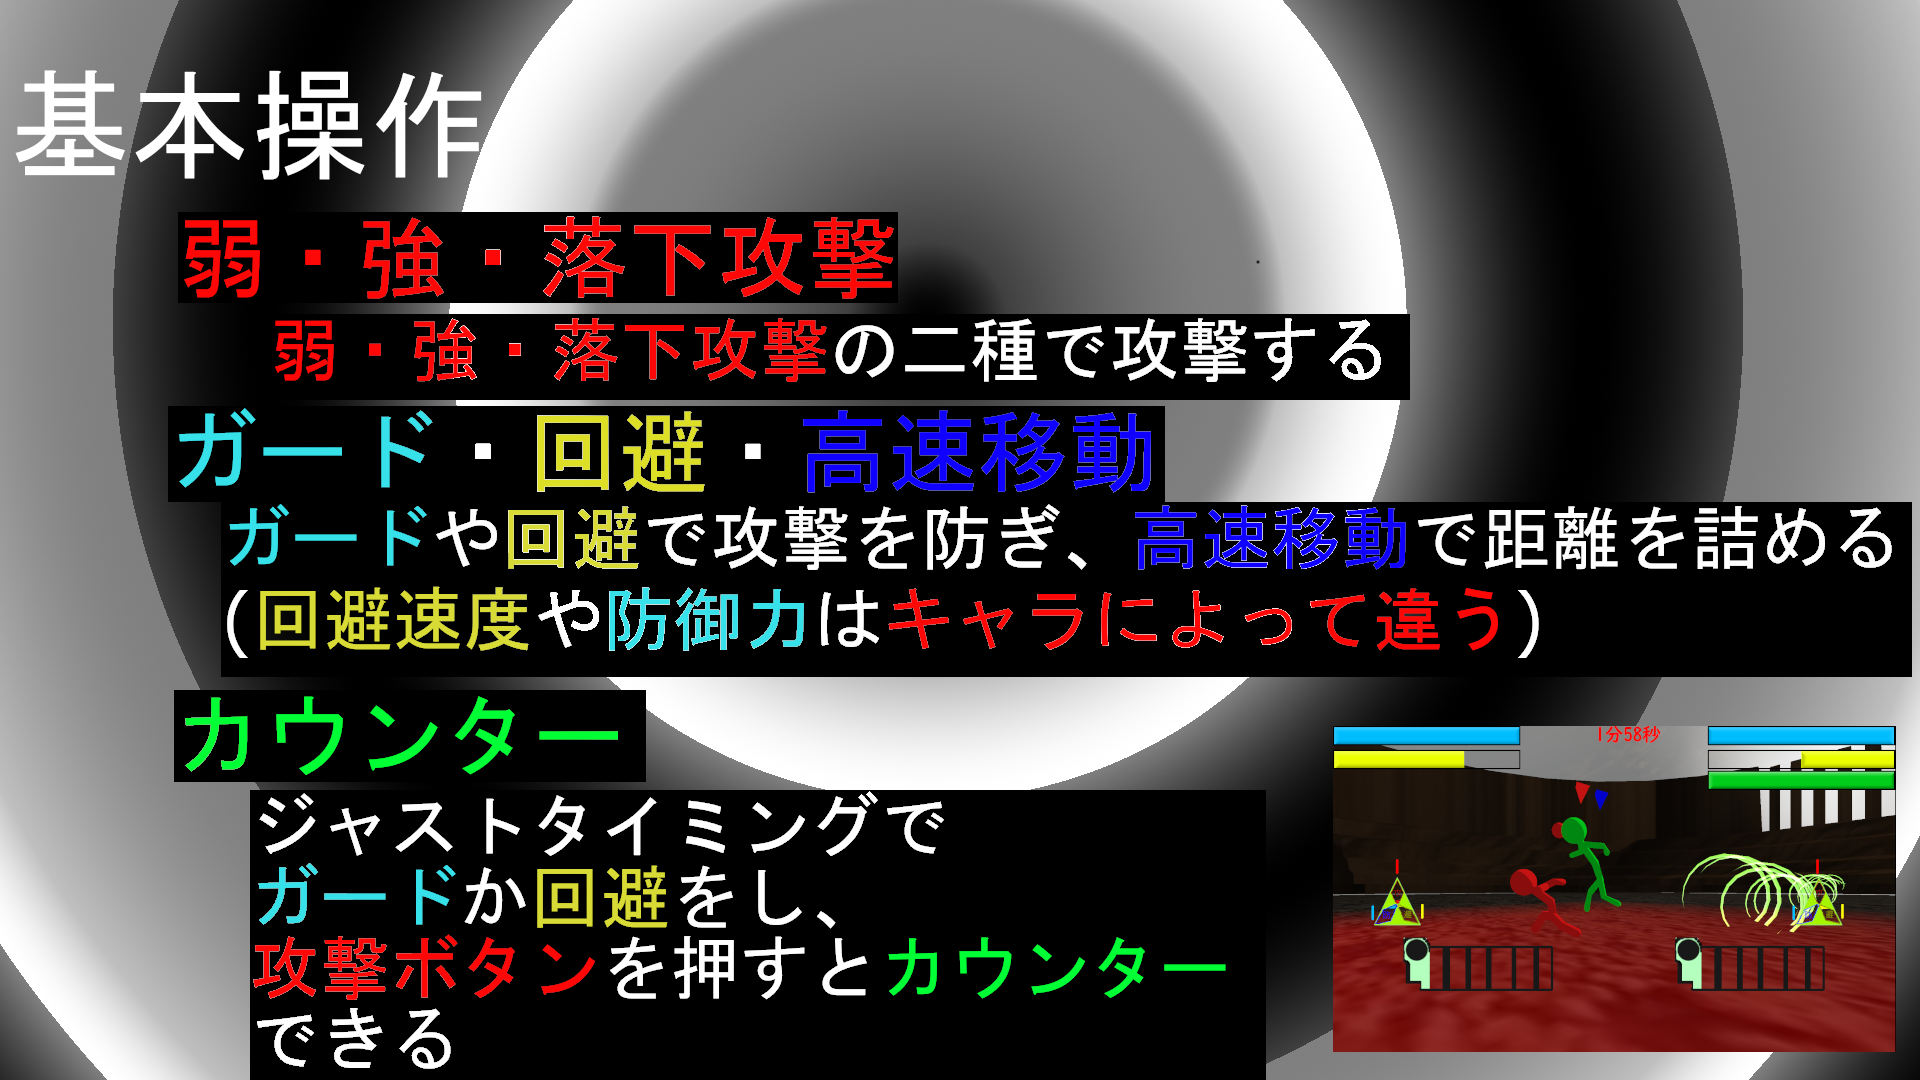 基本操作
弱・強・落下攻撃
弱・強・落下攻撃の二種で攻撃する
ガード・回避・高速移動
ガードや回避で攻撃を防ぎ、高速移動で距離を詰める
(回避速度や防御力はキャラによって違う)
カウンター
ジャストタイミングで
ガードか回避をし、
攻撃ボタンを押すとカウンター
できる
1分58秒